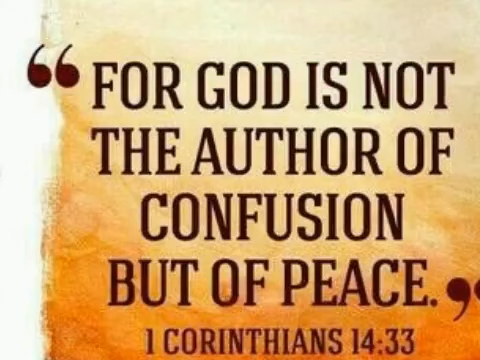 “FOR GOD IS NOT
THE AUTHOR OF
CONFUSION
BUT OF PEACE.”
1 CORINTHIANS 14:33